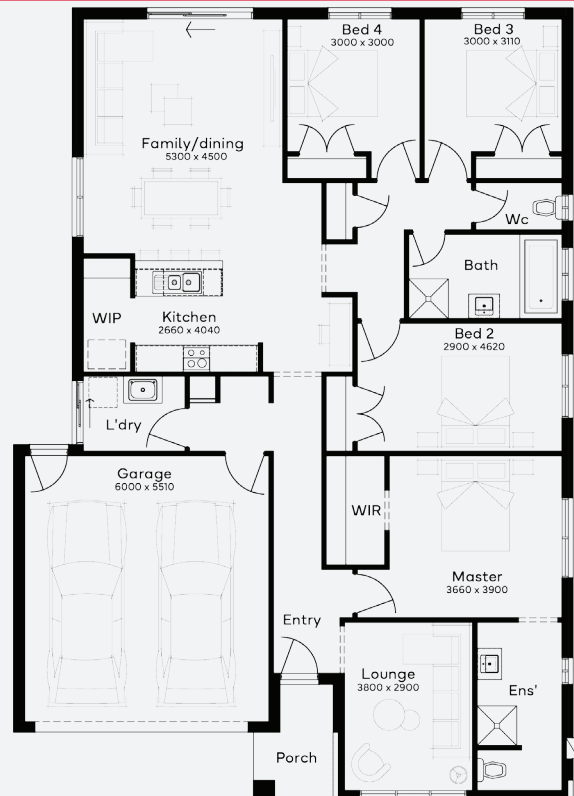 Bed 4
3000 x 3000
Bed 3
3000 x 3110
Family/dining
5300 x 4500
Wc
Bath
WIP
Kitchen
2660 x 4040
Bed 2
2900 x 4620
L'dry
Garage
6000 x 5510
WIR
Master
3660 x 3900
Entry
Lounge
3800 x 2900
Ens'
Porch